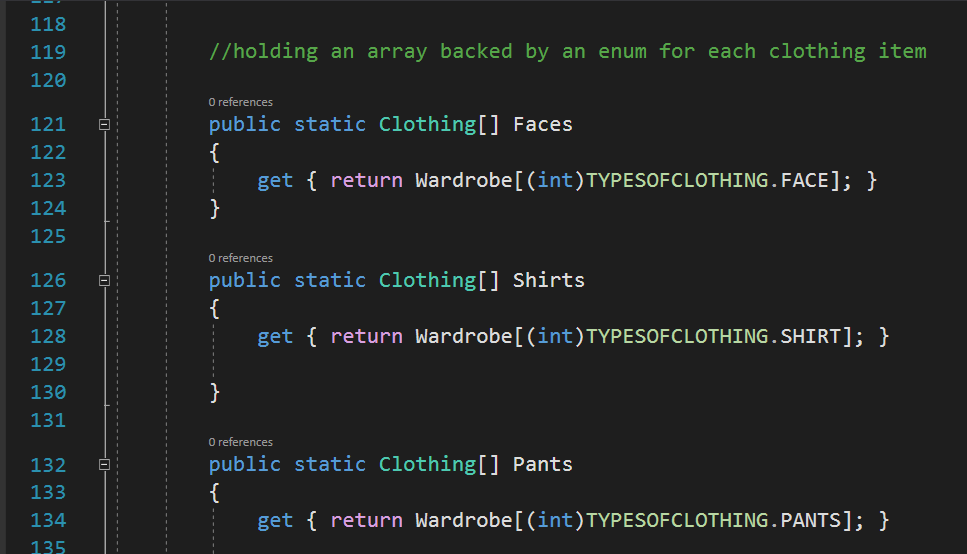 118
119 //holding an array backed by an enum for each clothing item
120
0 references
121 public static Clothing[] Faces
122 {
123 get { return Wardrobe[(int)TYPESOFCLOTHING.FACE]; }
124 }
125
0 references
126 public static Clothing[] Shirts
127 {
128 get { return Wardrobe[(int)TYPESOFCLOTHING.SHIRT]; }
129
130 }
131
0 references
132 public static Clothing[] Pants
133 {
134 get { return Wardrobe[(int)TYPESOFCLOTHING.PANTS]; }
135